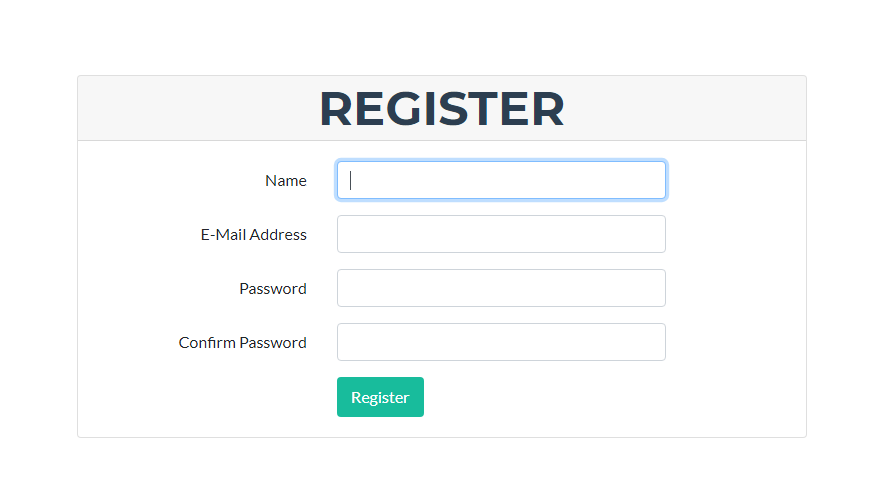 REGISTER
Name
E-Mail Address
Password
Confirm Password
Register